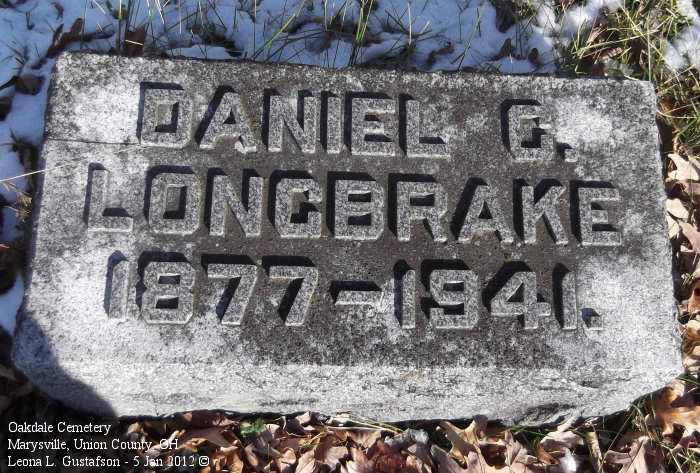 DANIEL G.
LONGBRAKE
1877-1941.
Oakdale Cemetery
Marysville, Union County, OH
Leona L. Gustafson - 5 Jan 2012 ©